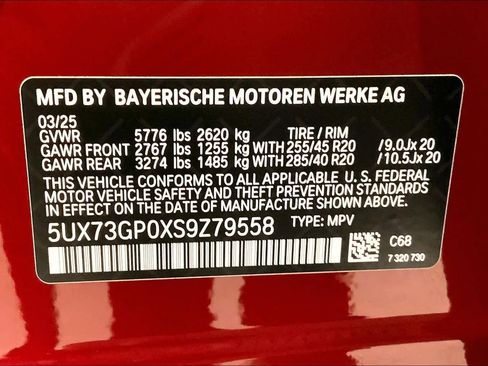 MFD BY BAYERISCHE MOTOREN WERKE AG
03/25
GVWR 5776 lbs 2620 kg TIRE / RIM
GAWR FRONT 2767 lbs 1255 kg WITH 255/45 R20 /9.0Jx 20
GAWR REAR 3274 lbs 1485 kg WITH 285/40 R20 /10.5Jx 20
THIS VEHICLE CONFORMS TO ALL APPLICABLE U. S. FEDERAL
MOTOR VEHICLE SAFETY AND THEFT PREVENTION STANDARDS
IN EFFECT ON THE DATE OF MANUFACTURE SHOWN ABOVE.
5UX73GP0XS9Z79558 TYPE: MPV
C68
7 320 730